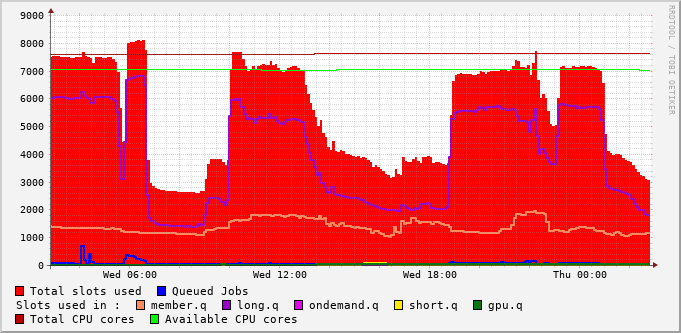 RRDTOOL / TOBI OETIKER
9000
8000
7000
6000
5000
4000
3000
2000
1000
0
Wed 06:00 Wed 12:00 Wed 18:00 Thu 00:00
Total slots used Queued Jobs
Slots used in : member.q long.q ondemand.q short.q gpu.q
Total CPU cores Available CPU cores